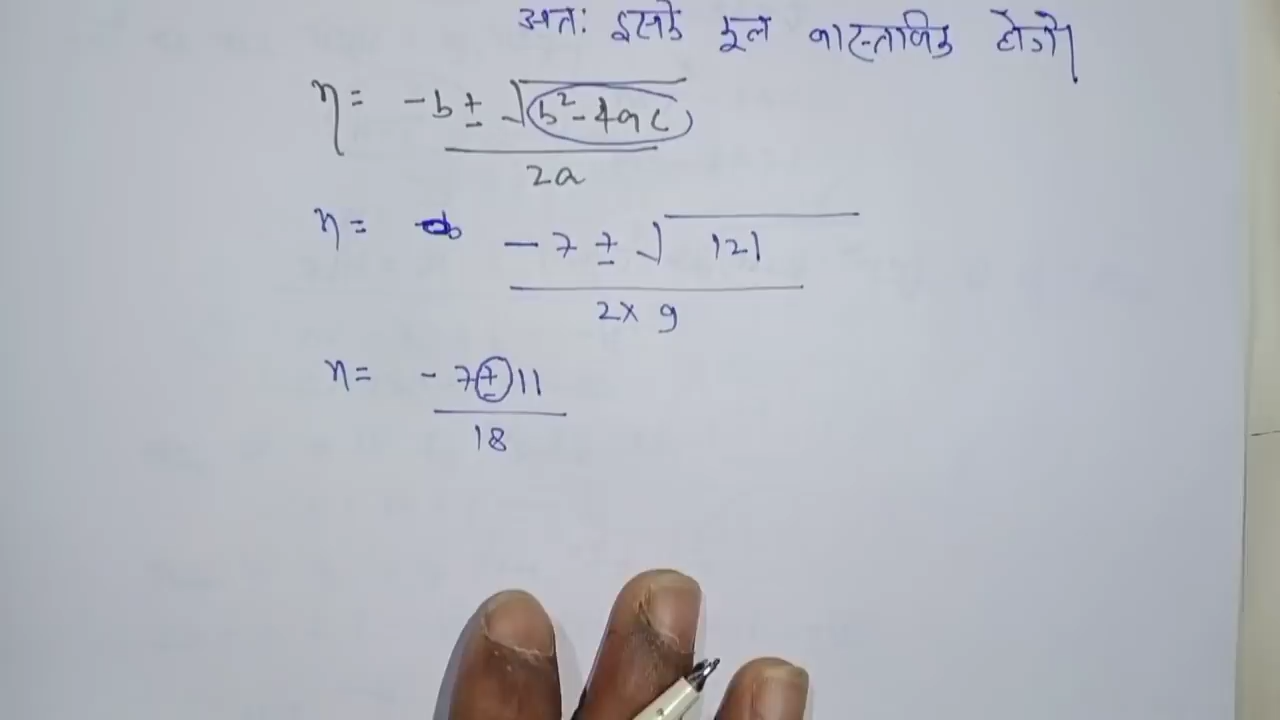 अतः इसके मूल वास्तविक होंगे।
x = -b ± √(b² - 4ac) / 2a
x = -7 ± √121 / 2 x 9
x = -7 ± 11 / 18